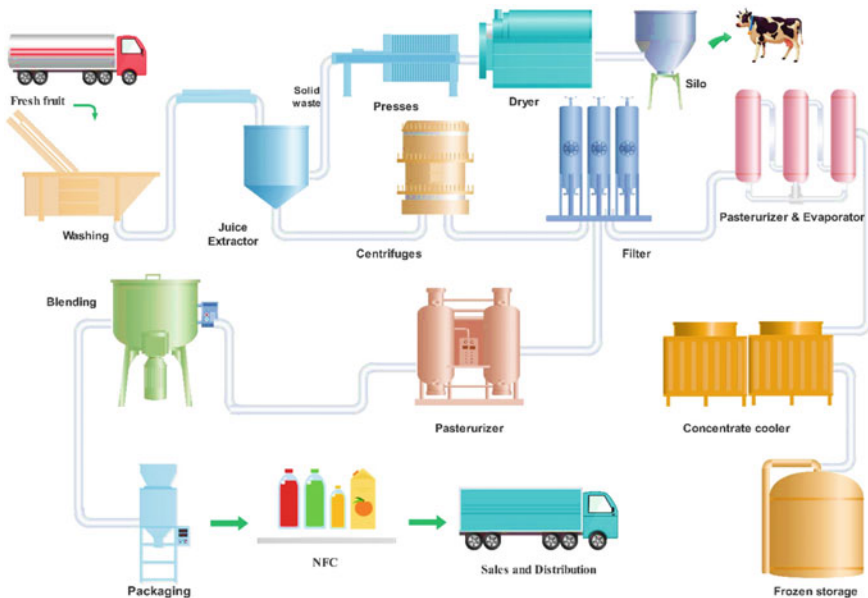 Fresh fruit
Solid
waste
Presses
Dryer
Silo
Washing
Juice
Extractor
Centrifuges
Filter
Pasterurizer & Evaporator
Blending
Pasterurizer
Concentrate cooler
Packaging
NFC
Sales and Distribution
Frozen storage